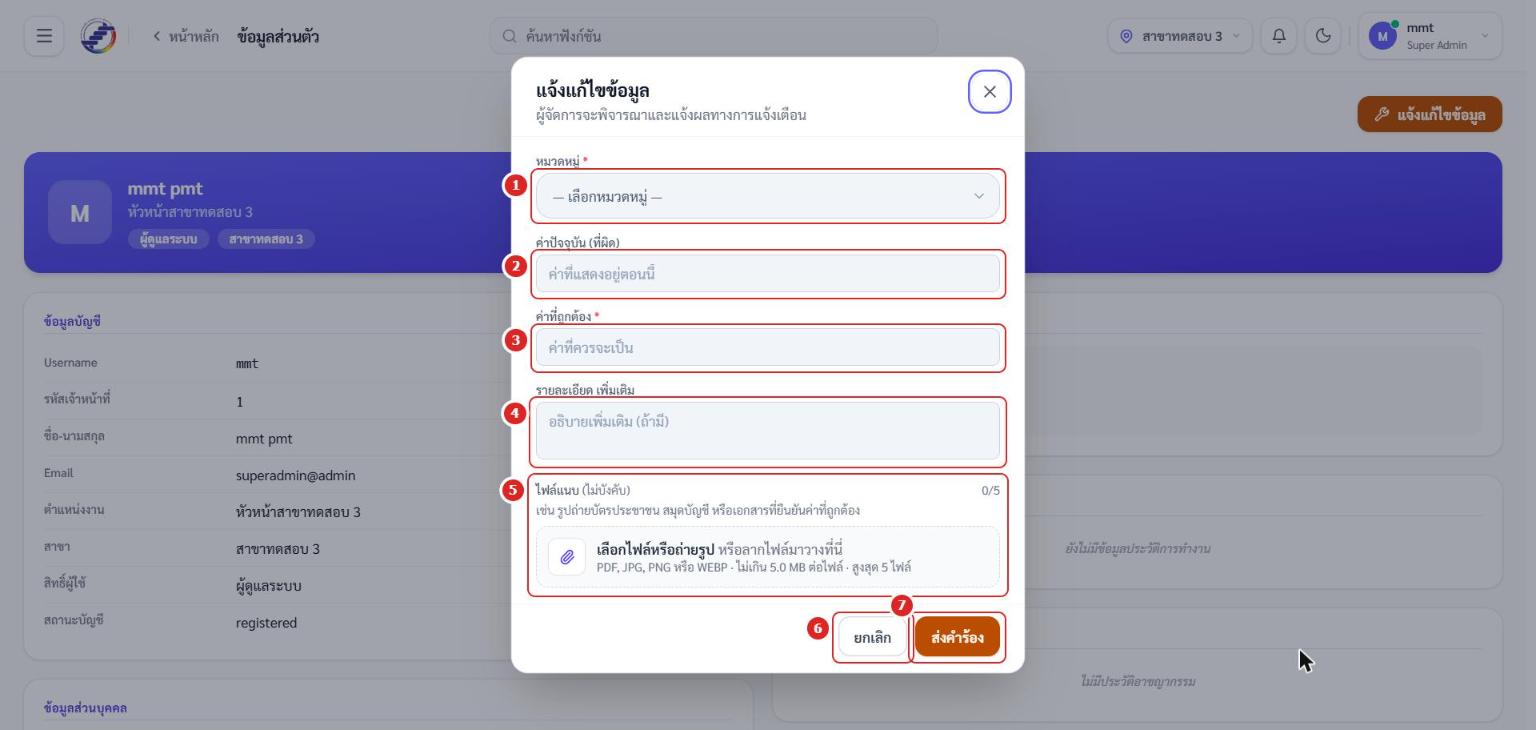 หน้าหลัก ข้อมูลส่วนตัว
ค้นหาฟังก์ชัน
สาขาทดสอบ 3
M
mmt
Super Admin
แจ้งแก้ไขข้อมูล
M
mmt pmt
หัวหน้าสาขาทดสอบ 3
ผู้ดูแลระบบ สาขาทดสอบ 3
ข้อมูลบัญชี
Username mmt
รหัสเจ้าหน้าที่ 1
ชื่อ-นามสกุล mmt pmt
Email superadmin@admin
ตำแหน่งงาน หัวหน้าสาขาทดสอบ 3
สาขา สาขาทดสอบ 3
สิทธิ์ผู้ใช้ ผู้ดูแลระบบ
สถานะบัญชี registered
ข้อมูลส่วนบุคคล
แจ้งแก้ไขข้อมูล
ผู้จัดการจะพิจารณาและแจ้งผลทางการแจ้งเตือน
หมวดหมู่ *
1
— เลือกหมวดหมู่ —
ค่าปัจจุบัน (ที่ผิด)
2
ค่าที่แสดงอยู่ตอนนี้
ค่าที่ถูกต้อง *
3
ค่าที่ควรจะเป็น
รายละเอียด เพิ่มเติม
4
อธิบายเพิ่มเติม (ถ้ามี)
5
ไฟล์แนบ (ไม่บังคับ) 0/5
เช่น รูปถ่ายบัตรประชาชน สมุดบัญชี หรือเอกสารที่ยืนยันค่าที่ถูกต้อง
เลือกไฟล์หรือถ่ายรูป หรือลากไฟล์มาวางที่นี่
PDF, JPG, PNG หรือ WEBP · ไม่เกิน 5.0 MB ต่อไฟล์ · สูงสุด 5 ไฟล์
6
ยกเลิก
7
ส่งคำร้อง
ยังไม่มีข้อมูลประวัติการทำงาน
ไม่มีประวัติอาชญากรรม